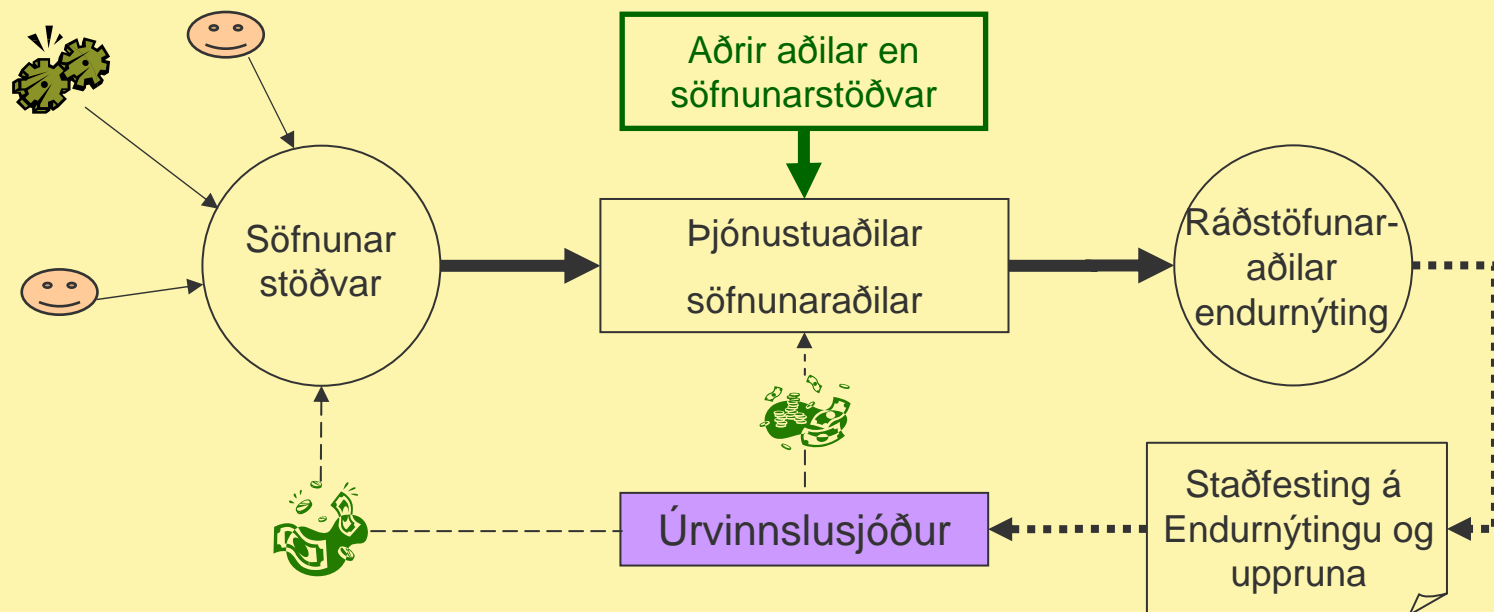 Aðrir aðilar en
söfnunarstöðvar
Söfnunar
stöðvar
Þjónustuaðilar
söfnunaraðilar
Ráðstöfunar-
aðilar
endurnýting
Úrvinnslusjóður
Staðfesting á
Endurnýtingu og
uppruna